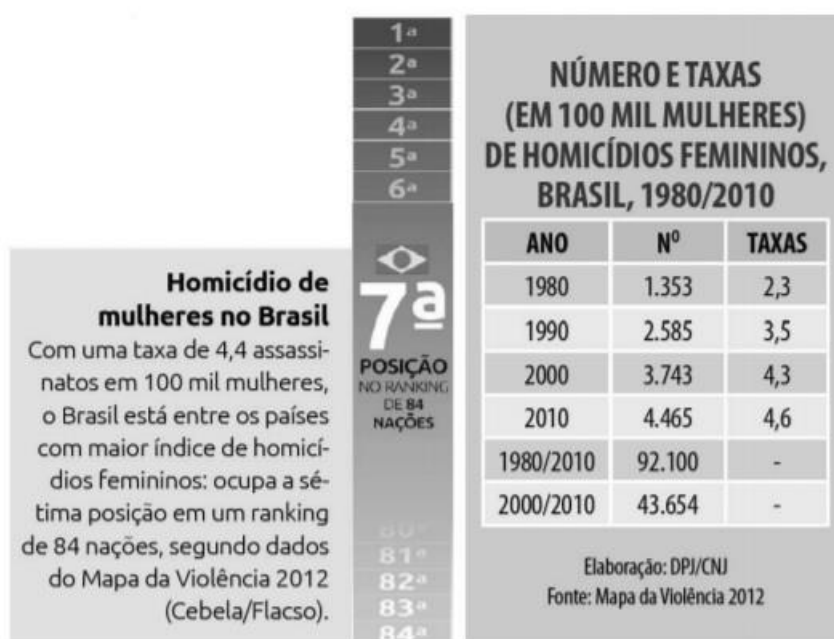 Homicídio de
mulheres no Brasil
Com uma taxa de 4,4 assassi-
natos em 100 mil mulheres,
o Brasil está entre os países
com maior índice de homicí-
dios femininos: ocupa a sé-
tima posição em um ranking
de 84 nações, segundo dados
do Mapa da Violência 2012
(Cebela/Flacso).
1ª
2ª
3ª
4ª
5ª
6ª
7ª
POSIÇÃO
NO RANKING
DE 84
NAÇÕES
80ª
81ª
82ª
83ª
84ª
NÚMERO E TAXAS
(EM 100 MIL MULHERES)
DE HOMICÍDIOS FEMININOS,
BRASIL, 1980/2010
ANO Nº TAXAS
1980 1.353 2,3
1990 2.585 3,5
2000 3.743 4,3
2010 4.465 4,6
1980/2010 92.100 -
2000/2010 43.654 -
Elaboração: DPJ/CNJ
Fonte: Mapa da Violência 2012